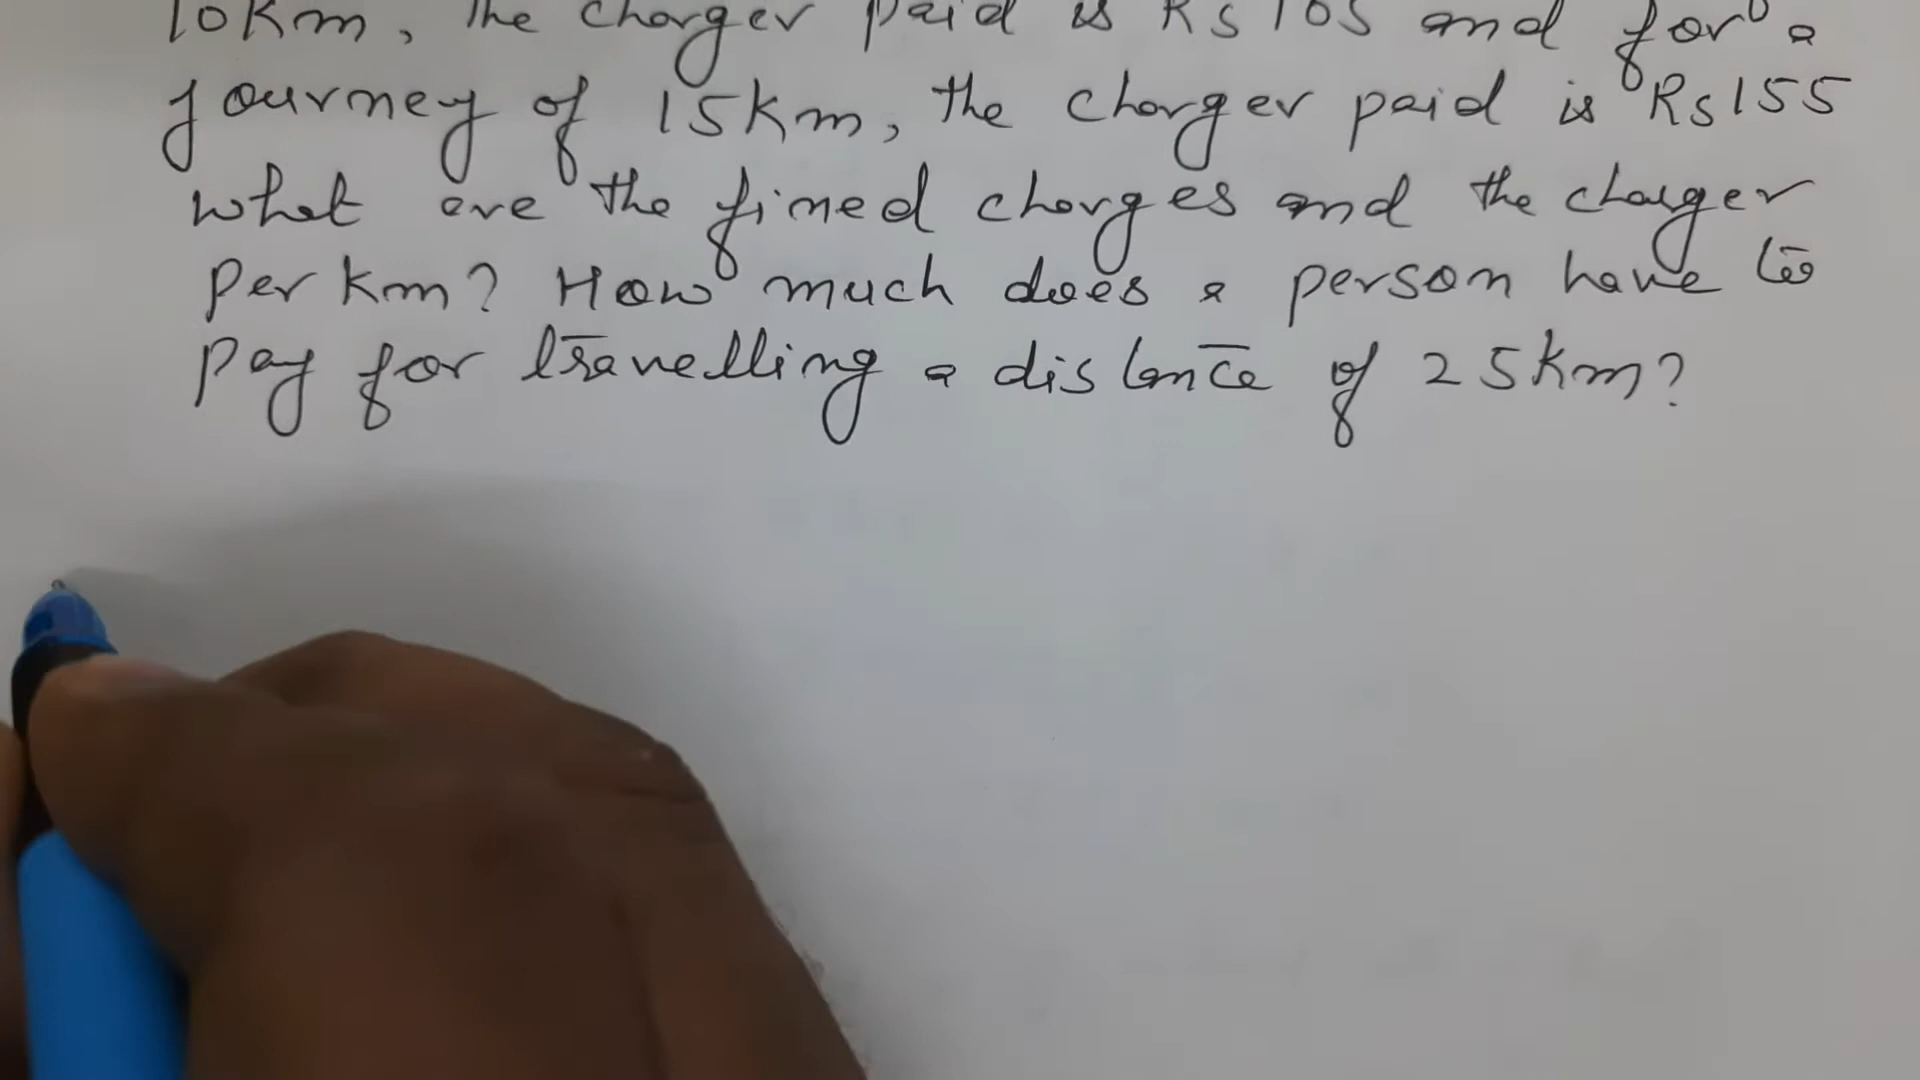 10Km, the charger paid is Rs 105 and for a
journey of 15Km, the charger paid is Rs155
what are the fined charges and the charger
Per Km? How much does a person have to
pay for travelling a distance of 25Km?